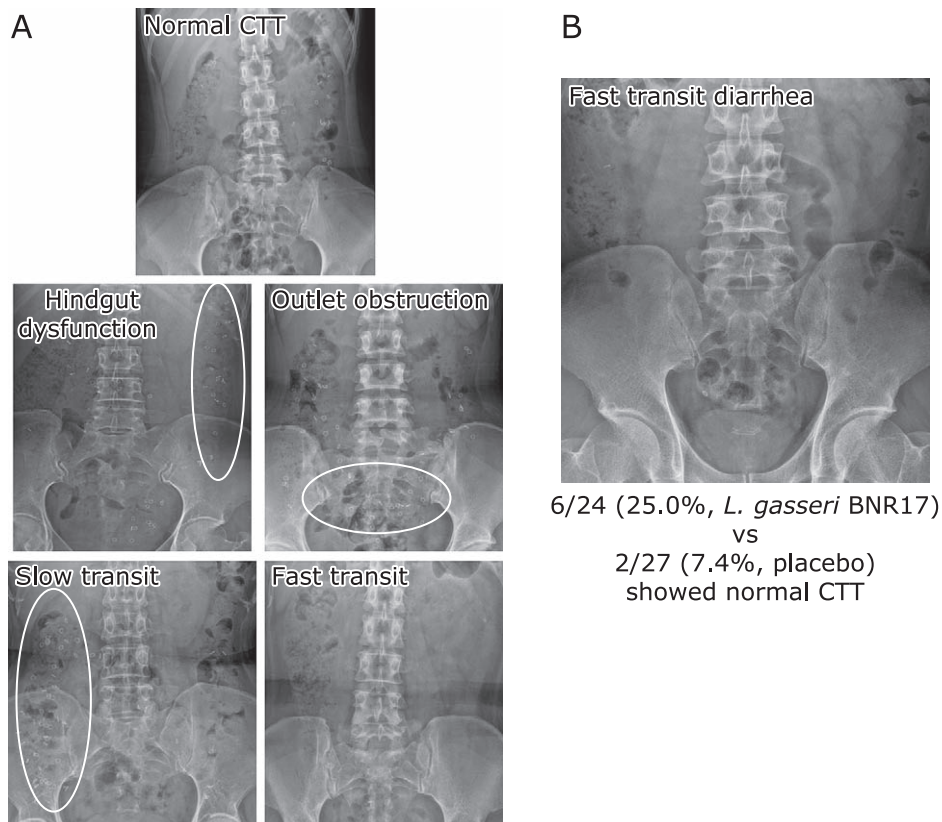 A
Normal CTT
Hindgut
dysfunction
Outlet obstruction
Slow transit
Fast transit
B
Fast transit diarrhea
6/24 (25.0%, L. gasseri BNR17)
vs
2/27 (7.4%, placebo)
showed normal CTT